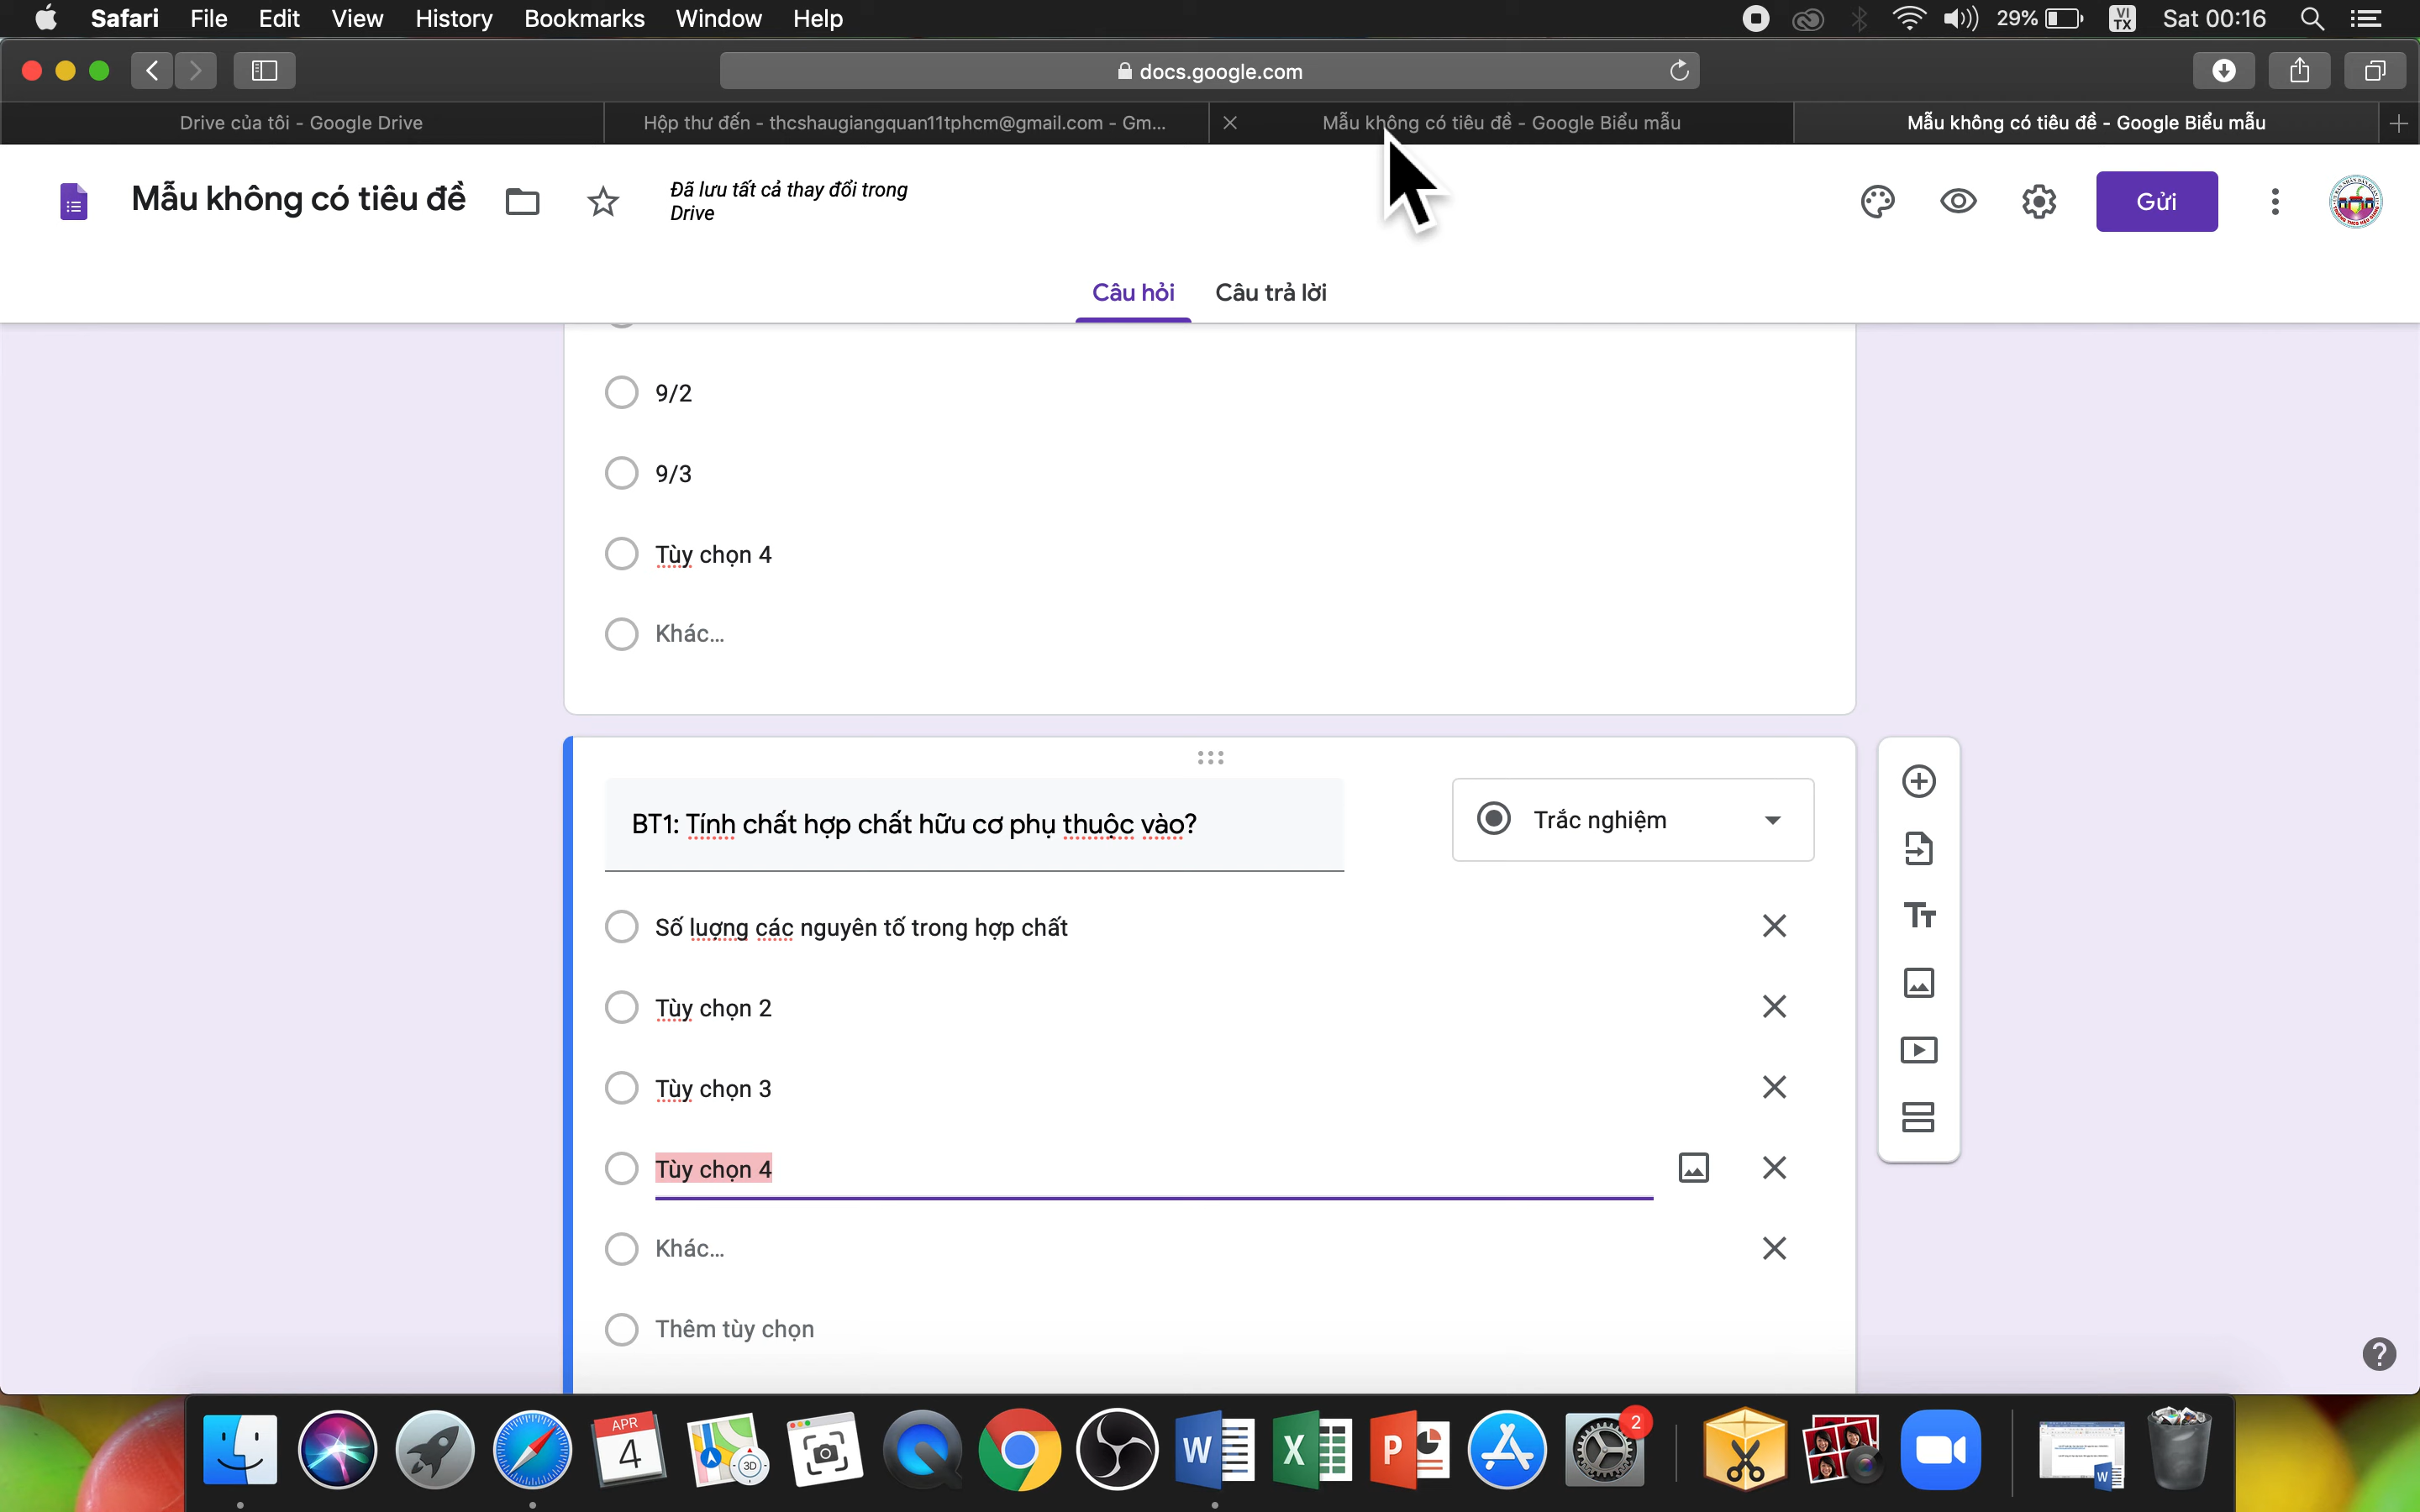 Safari File Edit View History Bookmarks Window Help 29% VI TX Sat 00:16
docs.google.com
Drive của tôi - Google Drive
Hộp thư đến - thcshaugiangquan11tphcm@gmail.com - Gm...
Mẫu không có tiêu đề - Google Biểu mẫu
Mẫu không có tiêu đề - Google Biểu mẫu
Mẫu không có tiêu đề
Đã lưu tất cả thay đổi trong
Drive
Gửi
Câu hỏi Câu trả lời
9/2
9/3
Tùy chọn 4
Khác...
BT1: Tính chất hợp chất hữu cơ phụ thuộc vào?
Trắc nghiệm
Số lượng các nguyên tố trong hợp chất
Tùy chọn 2
Tùy chọn 3
Tùy chọn 4
Khác...
Thêm tùy chọn
APR
4
3D
W
X
P
2
W